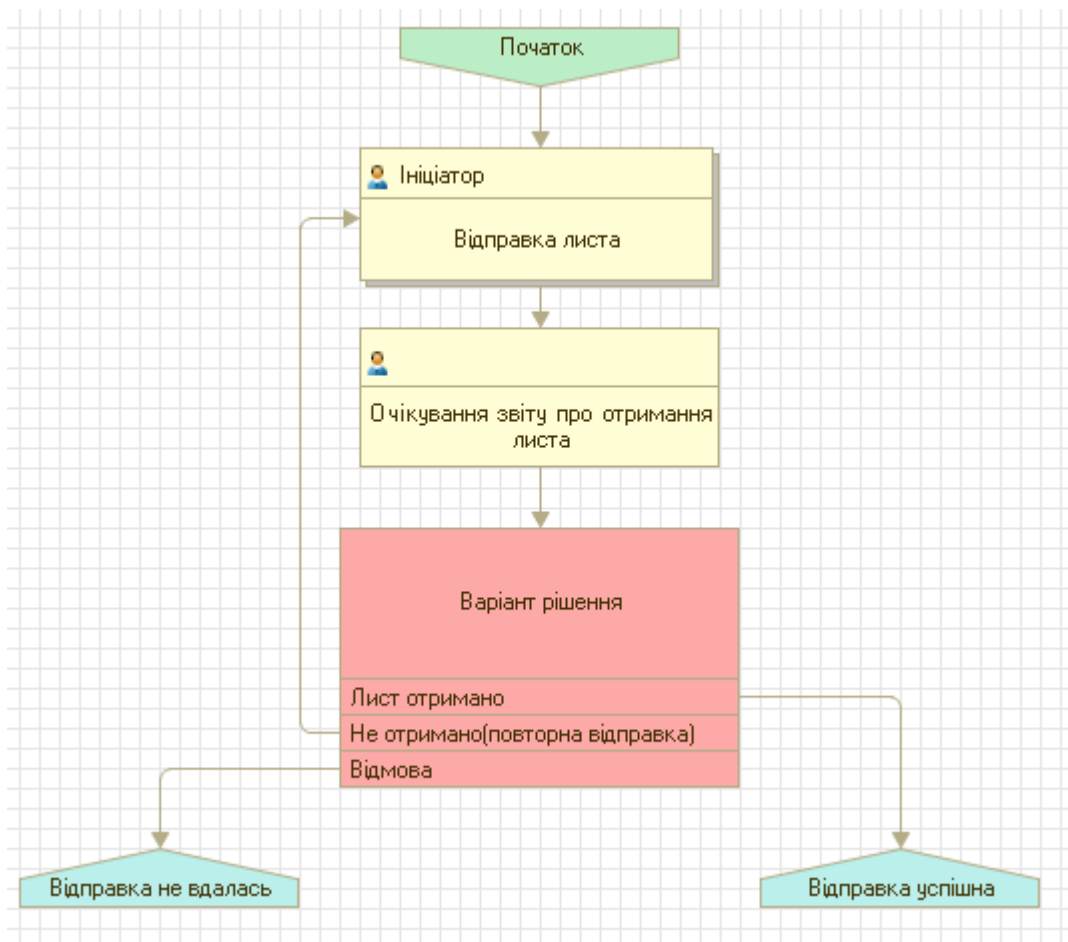 Початок
Ініціатор
Відправка листа
Очікування звіту про отримання
листа
Варіант рішення
Лист отримано
Не отримано(повторна відправка)
Відмова
Відправка не вдалась
Відправка успішна